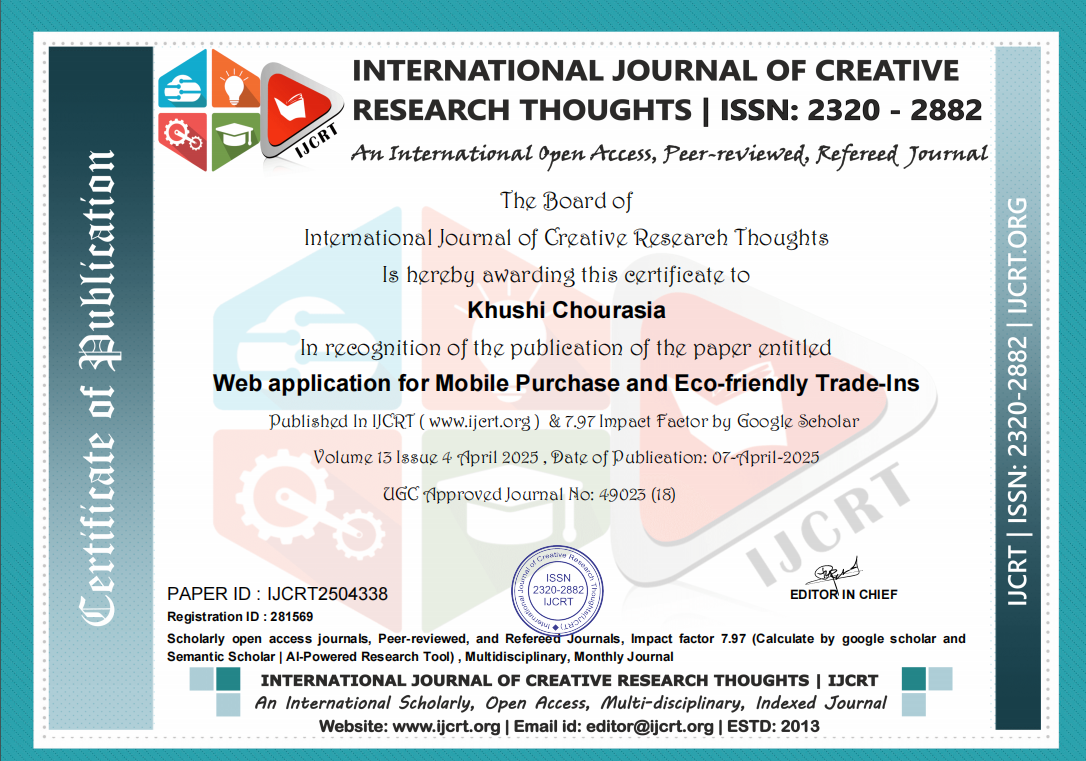 INTERNATIONAL JOURNAL OF CREATIVE
RESEARCH THOUGHTS | ISSN: 2320 - 2882
An International Open Access, Peer-reviewed, Refereed Journal
IJCRT
Certificate of Publication
The Board of
International Journal of Creative Research Thoughts
Is hereby awarding this certificate to
Khushi Chourasia
In recognition of the publication of the paper entitled
Web application for Mobile Purchase and Eco-friendly Trade-Ins
Published In IJCRT ( www.ijcrt.org ) & 7.97 Impact Factor by Google Scholar
Volume 13 Issue 4 April 2025 , Date of Publication: 07-April-2025
UGC Approved Journal No: 49023 (18)
IJCRT
IJCRT | ISSN: 2320-2882 | IJCRT.ORG
International Journal of Creative Research Thoughts(IJCRT)
ISSN
2320-2882
IJCRT
PAPER ID : IJCRT2504338
EDITOR IN CHIEF
Registration ID : 281569
Scholarly open access journals, Peer-reviewed, and Refereed Journals, Impact factor 7.97 (Calculate by google scholar and
Semantic Scholar | AI-Powered Research Tool) , Multidisciplinary, Monthly Journal
INTERNATIONAL JOURNAL OF CREATIVE RESEARCH THOUGHTS | IJCRT
An International Scholarly, Open Access, Multi-disciplinary, Indexed Journal
Website: www.ijcrt.org | Email id: editor@ijcrt.org | ESTD: 2013